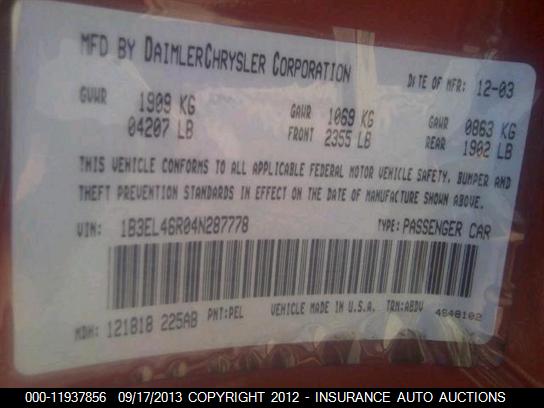 MFD BY DAIMLERCHRYSLER CORPORATION DATE OF MFR: 12-03
GVWR 1909 KG GAWR 1069 KG GAWR 0863 KG
04207 LB FRONT 2355 LB REAR 1902 LB
THIS VEHICLE CONFORMS TO ALL APPLICABLE FEDERAL MOTOR VEHICLE SAFETY, BUMPER AND
THEFT PREVENTION STANDARDS IN EFFECT ON THE DATE OF MANUFACTURE SHOWN ABOVE.
VIN: 1B3EL46R04N287778 TYPE: PASSENGER CAR
MDH: 121818 225AB PNT: PEL VEHICLE MADE IN U.S.A. TRN: ABDV 4648102
000-11937856 09/17/2013 COPYRIGHT 2012 - INSURANCE AUTO AUCTIONS